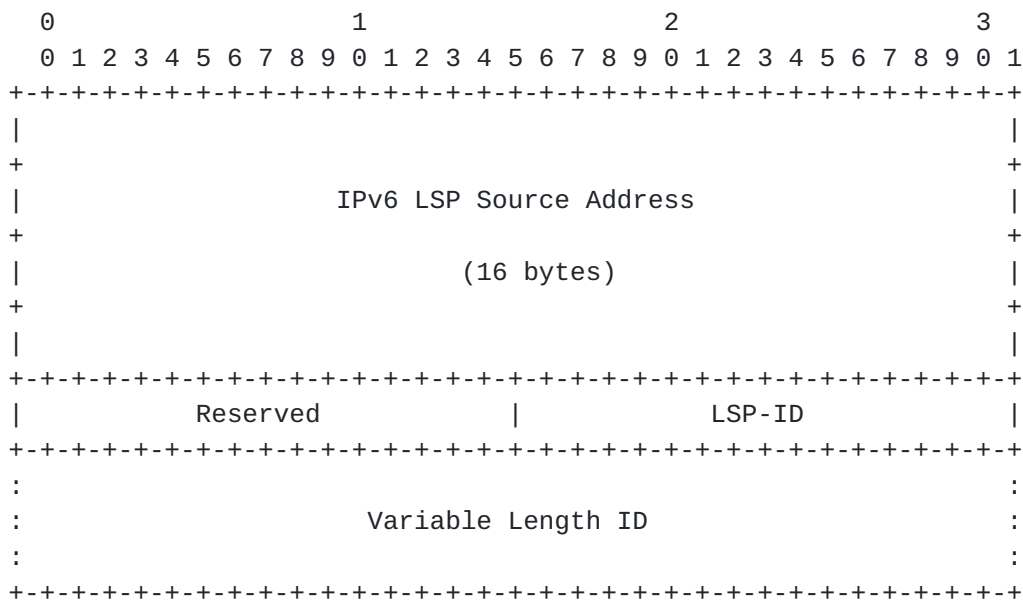 0                   1                   2                   3
 0 1 2 3 4 5 6 7 8 9 0 1 2 3 4 5 6 7 8 9 0 1 2 3 4 5 6 7 8 9 0 1
+-+-+-+-+-+-+-+-+-+-+-+-+-+-+-+-+-+-+-+-+-+-+-+-+-+-+-+-+-+-+-+-+
|                                                               |
+                                                               +
|                    IPv6 LSP Source Address                    |
+                                                               +
|                            (16 bytes)                         |
+                                                               +
|                                                               |
+-+-+-+-+-+-+-+-+-+-+-+-+-+-+-+-+-+-+-+-+-+-+-+-+-+-+-+-+-+-+-+-+
|           Reserved            |            LSP-ID             |
+-+-+-+-+-+-+-+-+-+-+-+-+-+-+-+-+-+-+-+-+-+-+-+-+-+-+-+-+-+-+-+-+
:                                                               :
:                      Variable Length ID                       :
:                                                               :
+-+-+-+-+-+-+-+-+-+-+-+-+-+-+-+-+-+-+-+-+-+-+-+-+-+-+-+-+-+-+-+-+